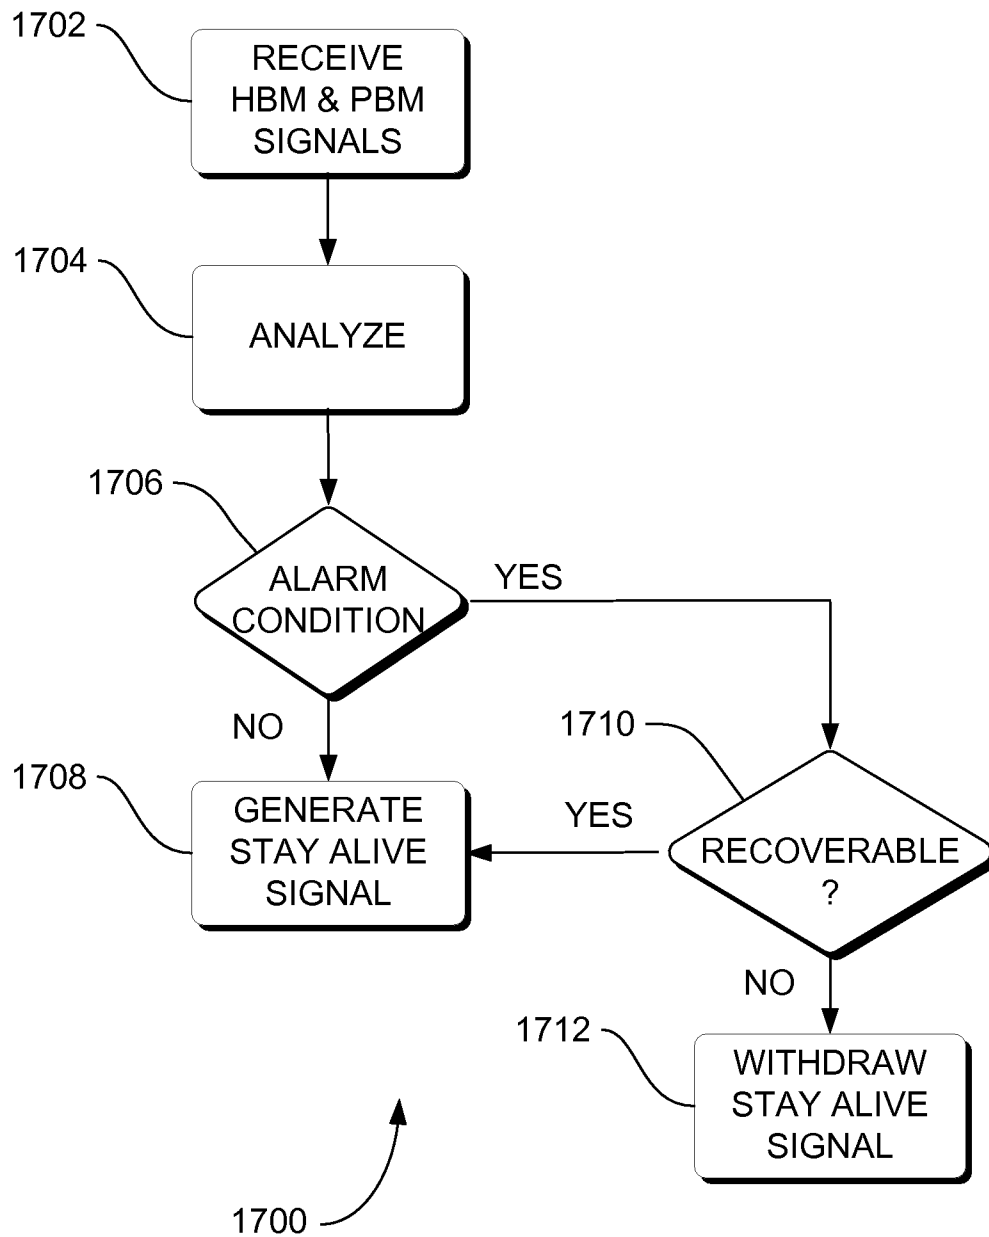 1702
RECEIVE
HBM & PBM
SIGNALS
1704
ANALYZE
1706
ALARM
CONDITION
YES
NO
1708
GENERATE
STAY ALIVE
SIGNAL
1710
YES
RECOVERABLE
?
NO
1712
WITHDRAW
STAY ALIVE
SIGNAL
1700